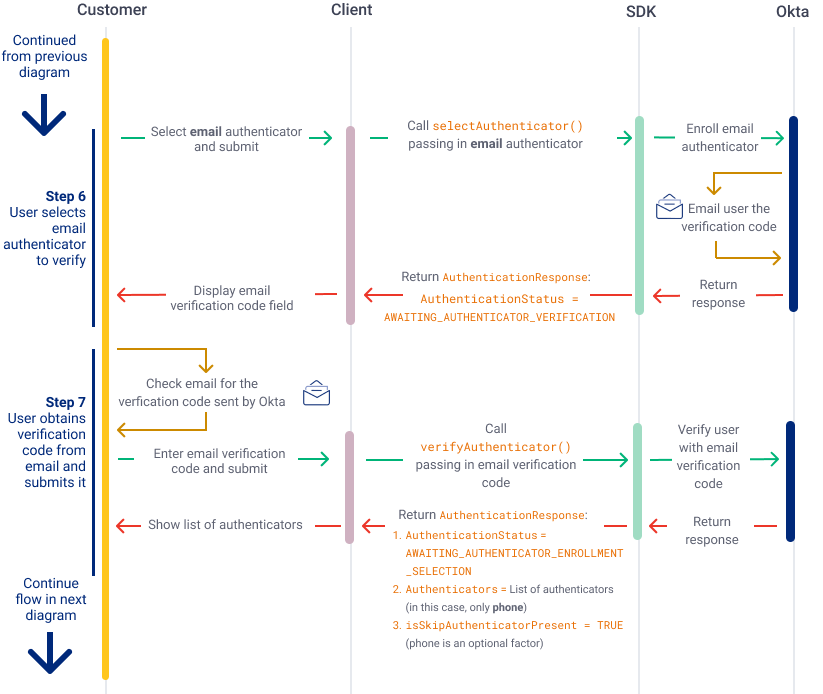 Customer
Client
SDK
Okta
Continued
from previous
diagram
Select email authenticator
and submit
Call selectAuthenticator()
passing in email authenticator
Enroll email
authenticator
Step 6
User selects
email
authenticator
to verify
Email user the
verification code
Return AuthenticationResponse:
AuthenticationStatus =
AWAITING_AUTHENTICATOR_VERIFICATION
Display email
verification code field
Return
response
Step 7
User obtains
verification
code from
email and
submits it
Check email for the
verfication code sent by Okta
Enter email verification
code and submit
Call
verifyAuthenticator()
passing in email verification
code
Verify user
with email
verification
code
Show list of authenticators
Return AuthenticationResponse:
1. AuthenticationStatus =
AWAITING_AUTHENTICATOR_ENROLLMENT
_SELECTION
2. Authenticators = List of authenticators
(in this case, only phone)
3. isSkipAuthenticatorPresent = TRUE
(phone is an optional factor)
Return
response
Continue
flow in next
diagram